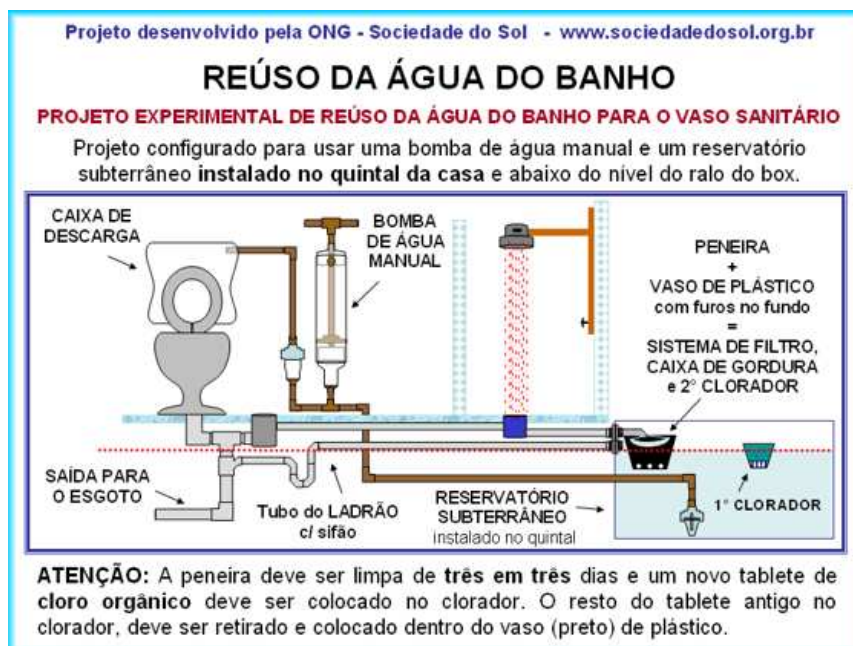 Projeto desenvolvido pela ONG - Sociedade do Sol - www.sociedadedosol.org.br
REÚSO DA ÁGUA DO BANHO
PROJETO EXPERIMENTAL DE REÚSO DA ÁGUA DO BANHO PARA O VASO SANITÁRIO
Projeto configurado para usar uma bomba de água manual e um reservatório
subterrâneo instalado no quintal da casa e abaixo do nível do ralo do box.
CAIXA DE
DESCARGA
BOMBA
DE ÁGUA
MANUAL
PENEIRA
+
VASO DE PLÁSTICO
com furos no fundo
=
SISTEMA DE FILTRO,
CAIXA DE GORDURA
e 2° CLORADOR
SAÍDA PARA
O ESGOTO
Tubo do LADRÃO
c/ sifão
RESERVATÓRIO
SUBTERRÂNEO
instalado no quintal
1° CLORADOR
ATENÇÃO: A peneira deve ser limpa de três em três dias e um novo tablete de
cloro orgânico deve ser colocado no clorador. O resto do tablete antigo no
clorador, deve ser retirado e colocado dentro do vaso (preto) de plástico.